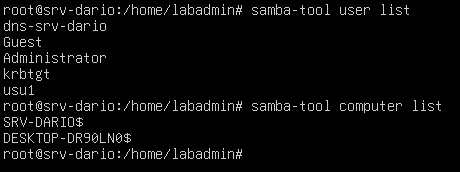 root@srv-dario:/home/labadmin# samba-tool user list
dns-srv-dario
Guest
Administrator
krbtgt
usu1
root@srv-dario:/home/labadmin# samba-tool computer list
SRV-DARIO$
DESKTOP-DR90LN0$
root@srv-dario:/home/labadmin#